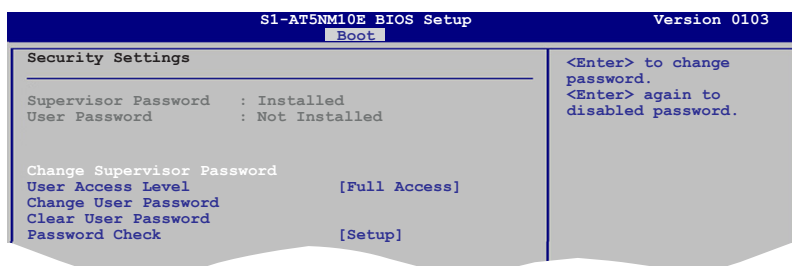 S1-AT5NM10E BIOS Setup Version 0103
Boot
Security Settings
Supervisor Password : Installed
User Password : Not Installed
Change Supervisor Password
User Access Level [Full Access]
Change User Password
Clear User Password
Password Check [Setup]
<Enter> to change
password.
<Enter> again to
disabled password.